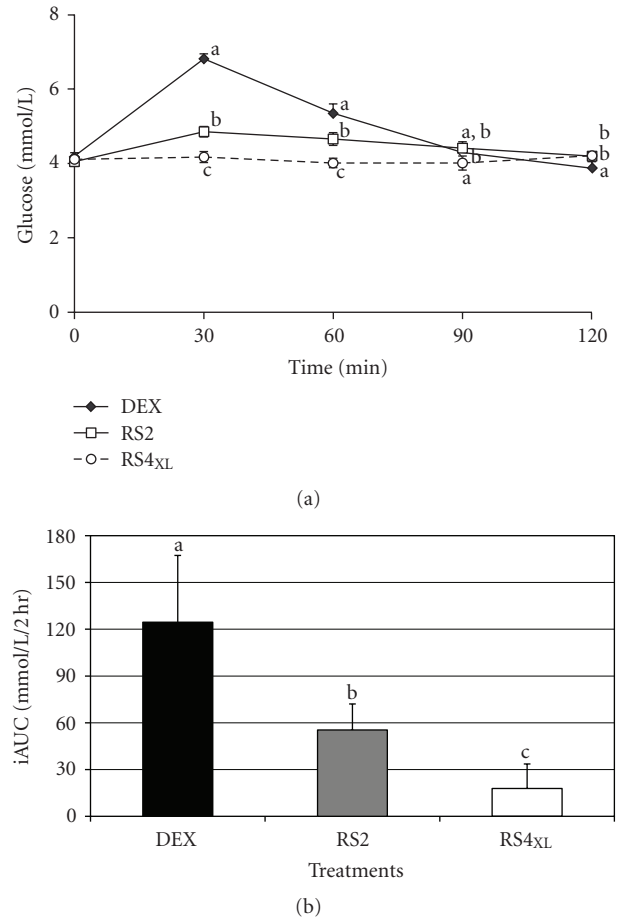 8
6
4
2
0
Glucose (mmol/L)
a
a
b
b
a, b
b
b
b
c
c
a
a
0 30 60 90 120
Time (min)
DEX
RS2
RS4XL
(a)
180
150
120
90
60
30
0
iAUC (mmol/L/2 hr)
a
b
c
DEX RS2 RS4XL
Treatments
(b)